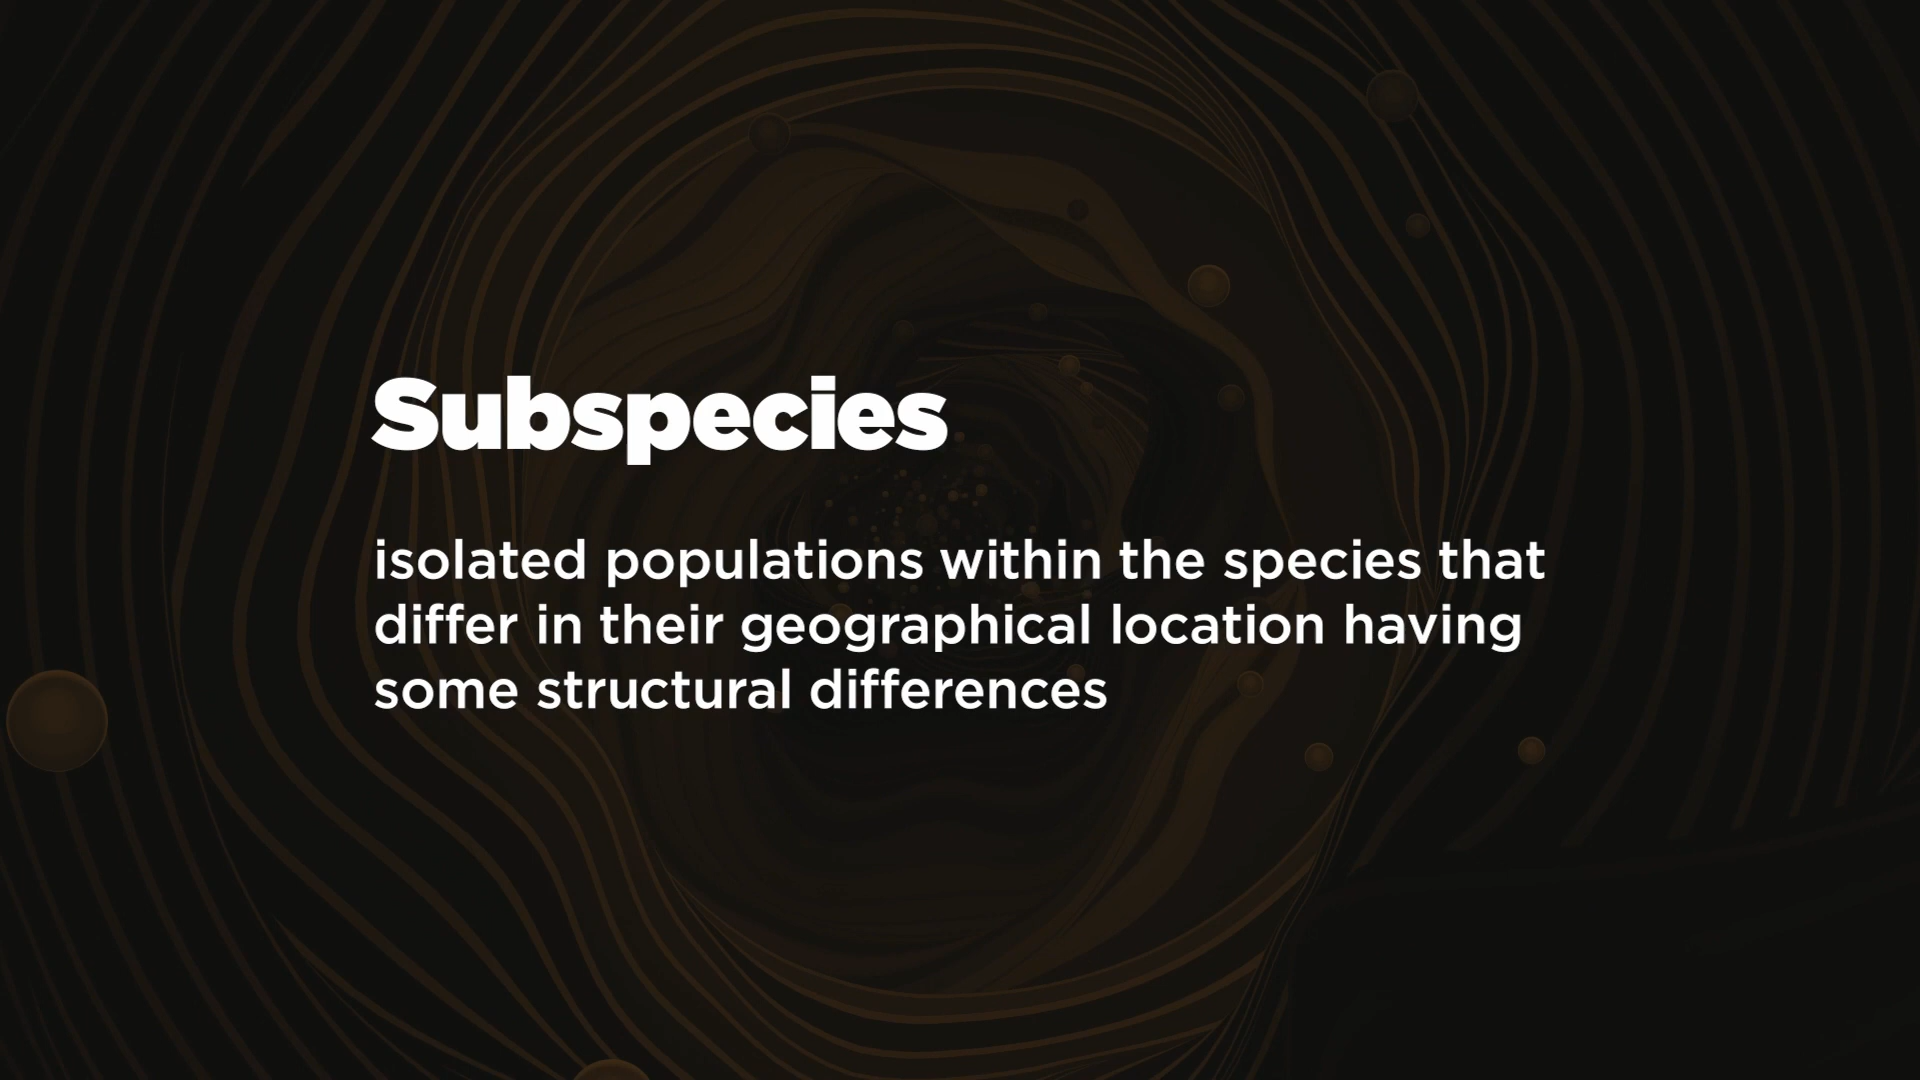 Subspecies
isolated populations within the species that
differ in their geographical location having
some structural differences